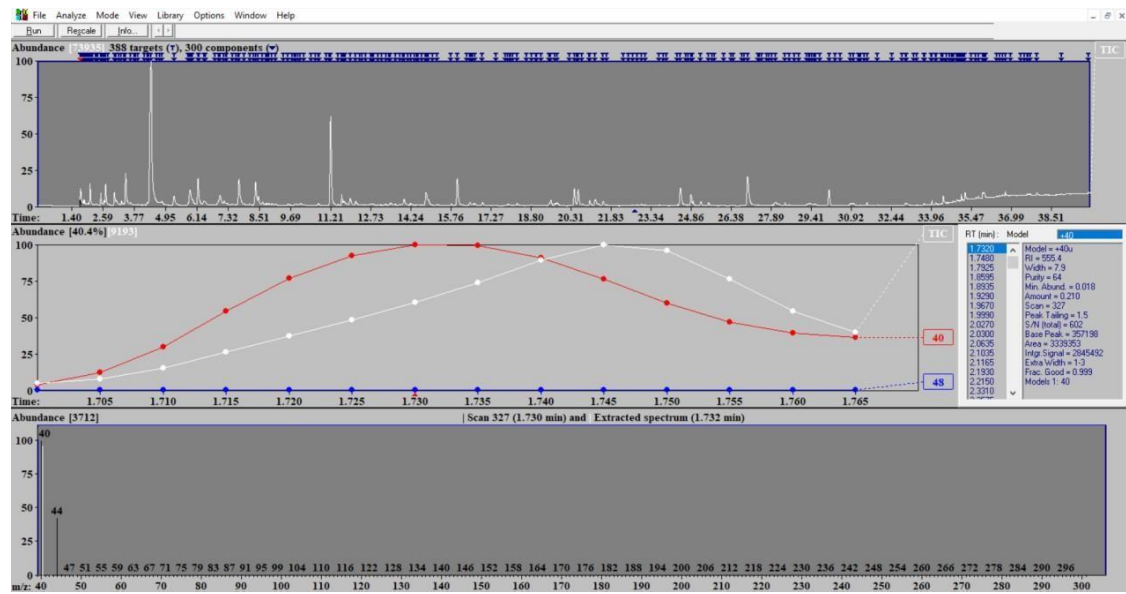 File Analyze Mode View Library Options Window Help
Run Rescale Info...
Abundance [73935] 388 targets (T), 300 components (▼)
TIC
100
75
50
25
0
Time: 1.40 2.59 3.77 4.95 6.14 7.32 8.51 9.69 11.21 12.73 14.24 15.76 17.27 18.80 20.31 21.83 23.34 24.86 26.38 27.89 29.41 30.92 32.44 33.96 35.47 36.99 38.51
Abundance [40.4%] [9193]
TIC
100
75
50
25
0
40
48
Time: 1.705 1.710 1.715 1.720 1.725 1.730 1.735 1.740 1.745 1.750 1.755 1.760 1.765
RT (min) : Model +40
1.7320 Model = +40u
1.7480 RI = 555.4
1.7925 Width = 7.9
1.8595 Purity = 64
1.8935 Min. Abund. = 0.018
1.9290 Amount = 0.210
1.9670 Scan = 327
1.9990 Peak Tailing = 1.5
2.0270 S/N (total) = 602
2.0300 Base Peak = 357198
2.0635 Area = 3339353
2.1035 Intgr.Signal = 2845492
2.1165 Extra Width = 1-3
2.1930 Frac. Good = 0.999
2.2150 Models 1: 40
2.3310
Abundance [3712] | Scan 327 (1.730 min) and | Extracted spectrum (1.732 min)
100
75
50
25
0
40
44
47 51 55 59 63 67 71 75 79 83 87 91 95 99 104 110 116 122 128 134 140 146 152 158 164 170 176 182 188 194 200 206 212 218 224 230 236 242 248 254 260 266 272 278 284 290 296
m/z: 40 50 60 70 80 90 100 110 120 130 140 150 160 170 180 190 200 210 220 230 240 250 260 270 280 290 300